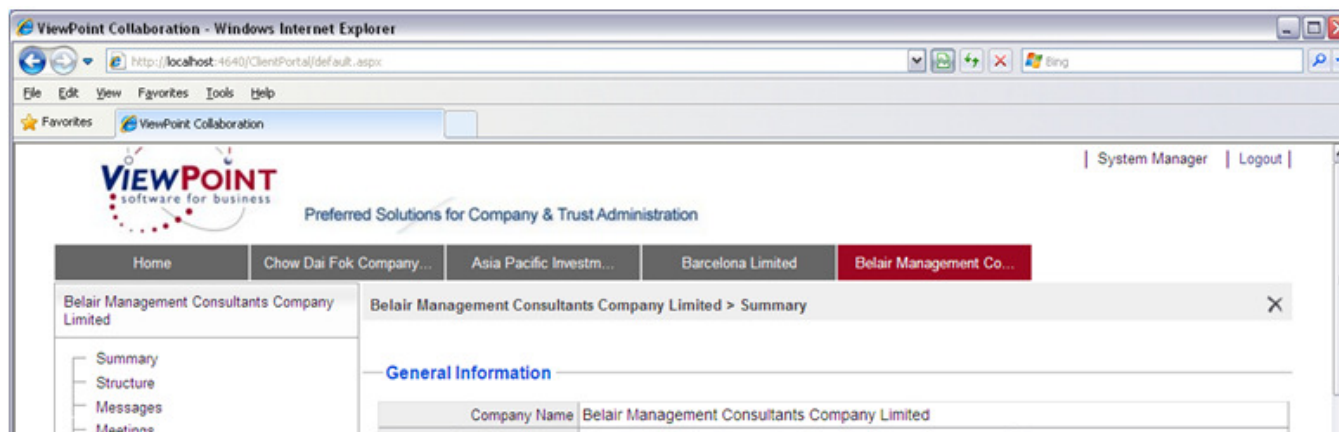 ViewPoint Collaboration - Windows Internet Explorer
http://localhost:4640/ClientPortal/default.aspx
Bing
File Edit View Favorites Tools Help
Favorites ViewPoint Collaboration
VIEWPOINT
software for business
Preferred Solutions for Company & Trust Administration
| System Manager | Logout |
Home Chow Dai Fok Company... Asia Pacific Investm... Barcelona Limited Belair Management Co...
Belair Management Consultants Company
Limited
Belair Management Consultants Company Limited > Summary
Summary
Structure
Messages
Meetings
General Information
Company Name Belair Management Consultants Company Limited